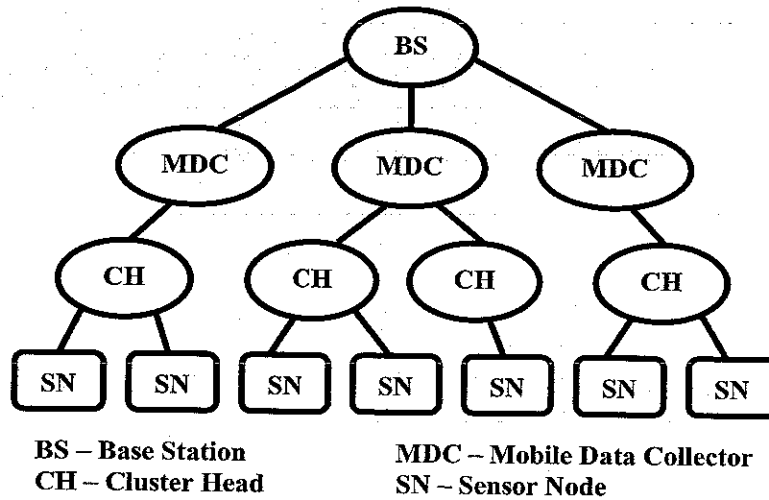 BS
MDC MDC MDC
CH CH CH CH
SN SN SN SN SN SN SN
BS – Base Station MDC – Mobile Data Collector
CH – Cluster Head SN – Sensor Node